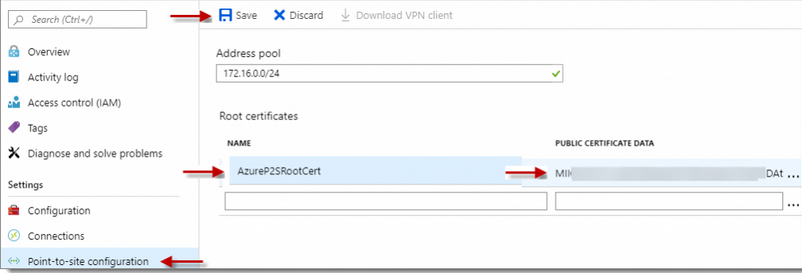 Search (Ctrl+/)
Overview
Activity log
Access control (IAM)
Tags
Diagnose and solve problems
Settings
Configuration
Connections
Point-to-site configuration
Save Discard Download VPN client
Address pool
172.16.0.0/24
Root certificates
NAME PUBLIC CERTIFICATE DATA
AzureP2SRootCert MIK DAt ...
...